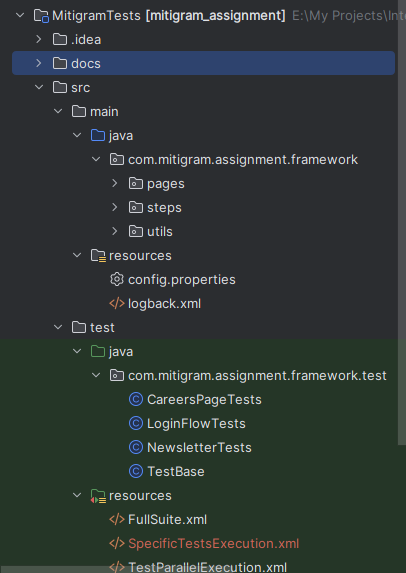 MitigramTests [mitigram_assignment] E:\My Projects\Int
.idea
docs
src
main
java
com.mitigram.assignment.framework
pages
steps
utils
resources
config.properties
logback.xml
test
java
com.mitigram.assignment.framework.test
CareersPageTests
LoginFlowTests
NewsletterTests
TestBase
resources
FullSuite.xml
SpecificTestsExecution.xml
TestParallelExecution.xml